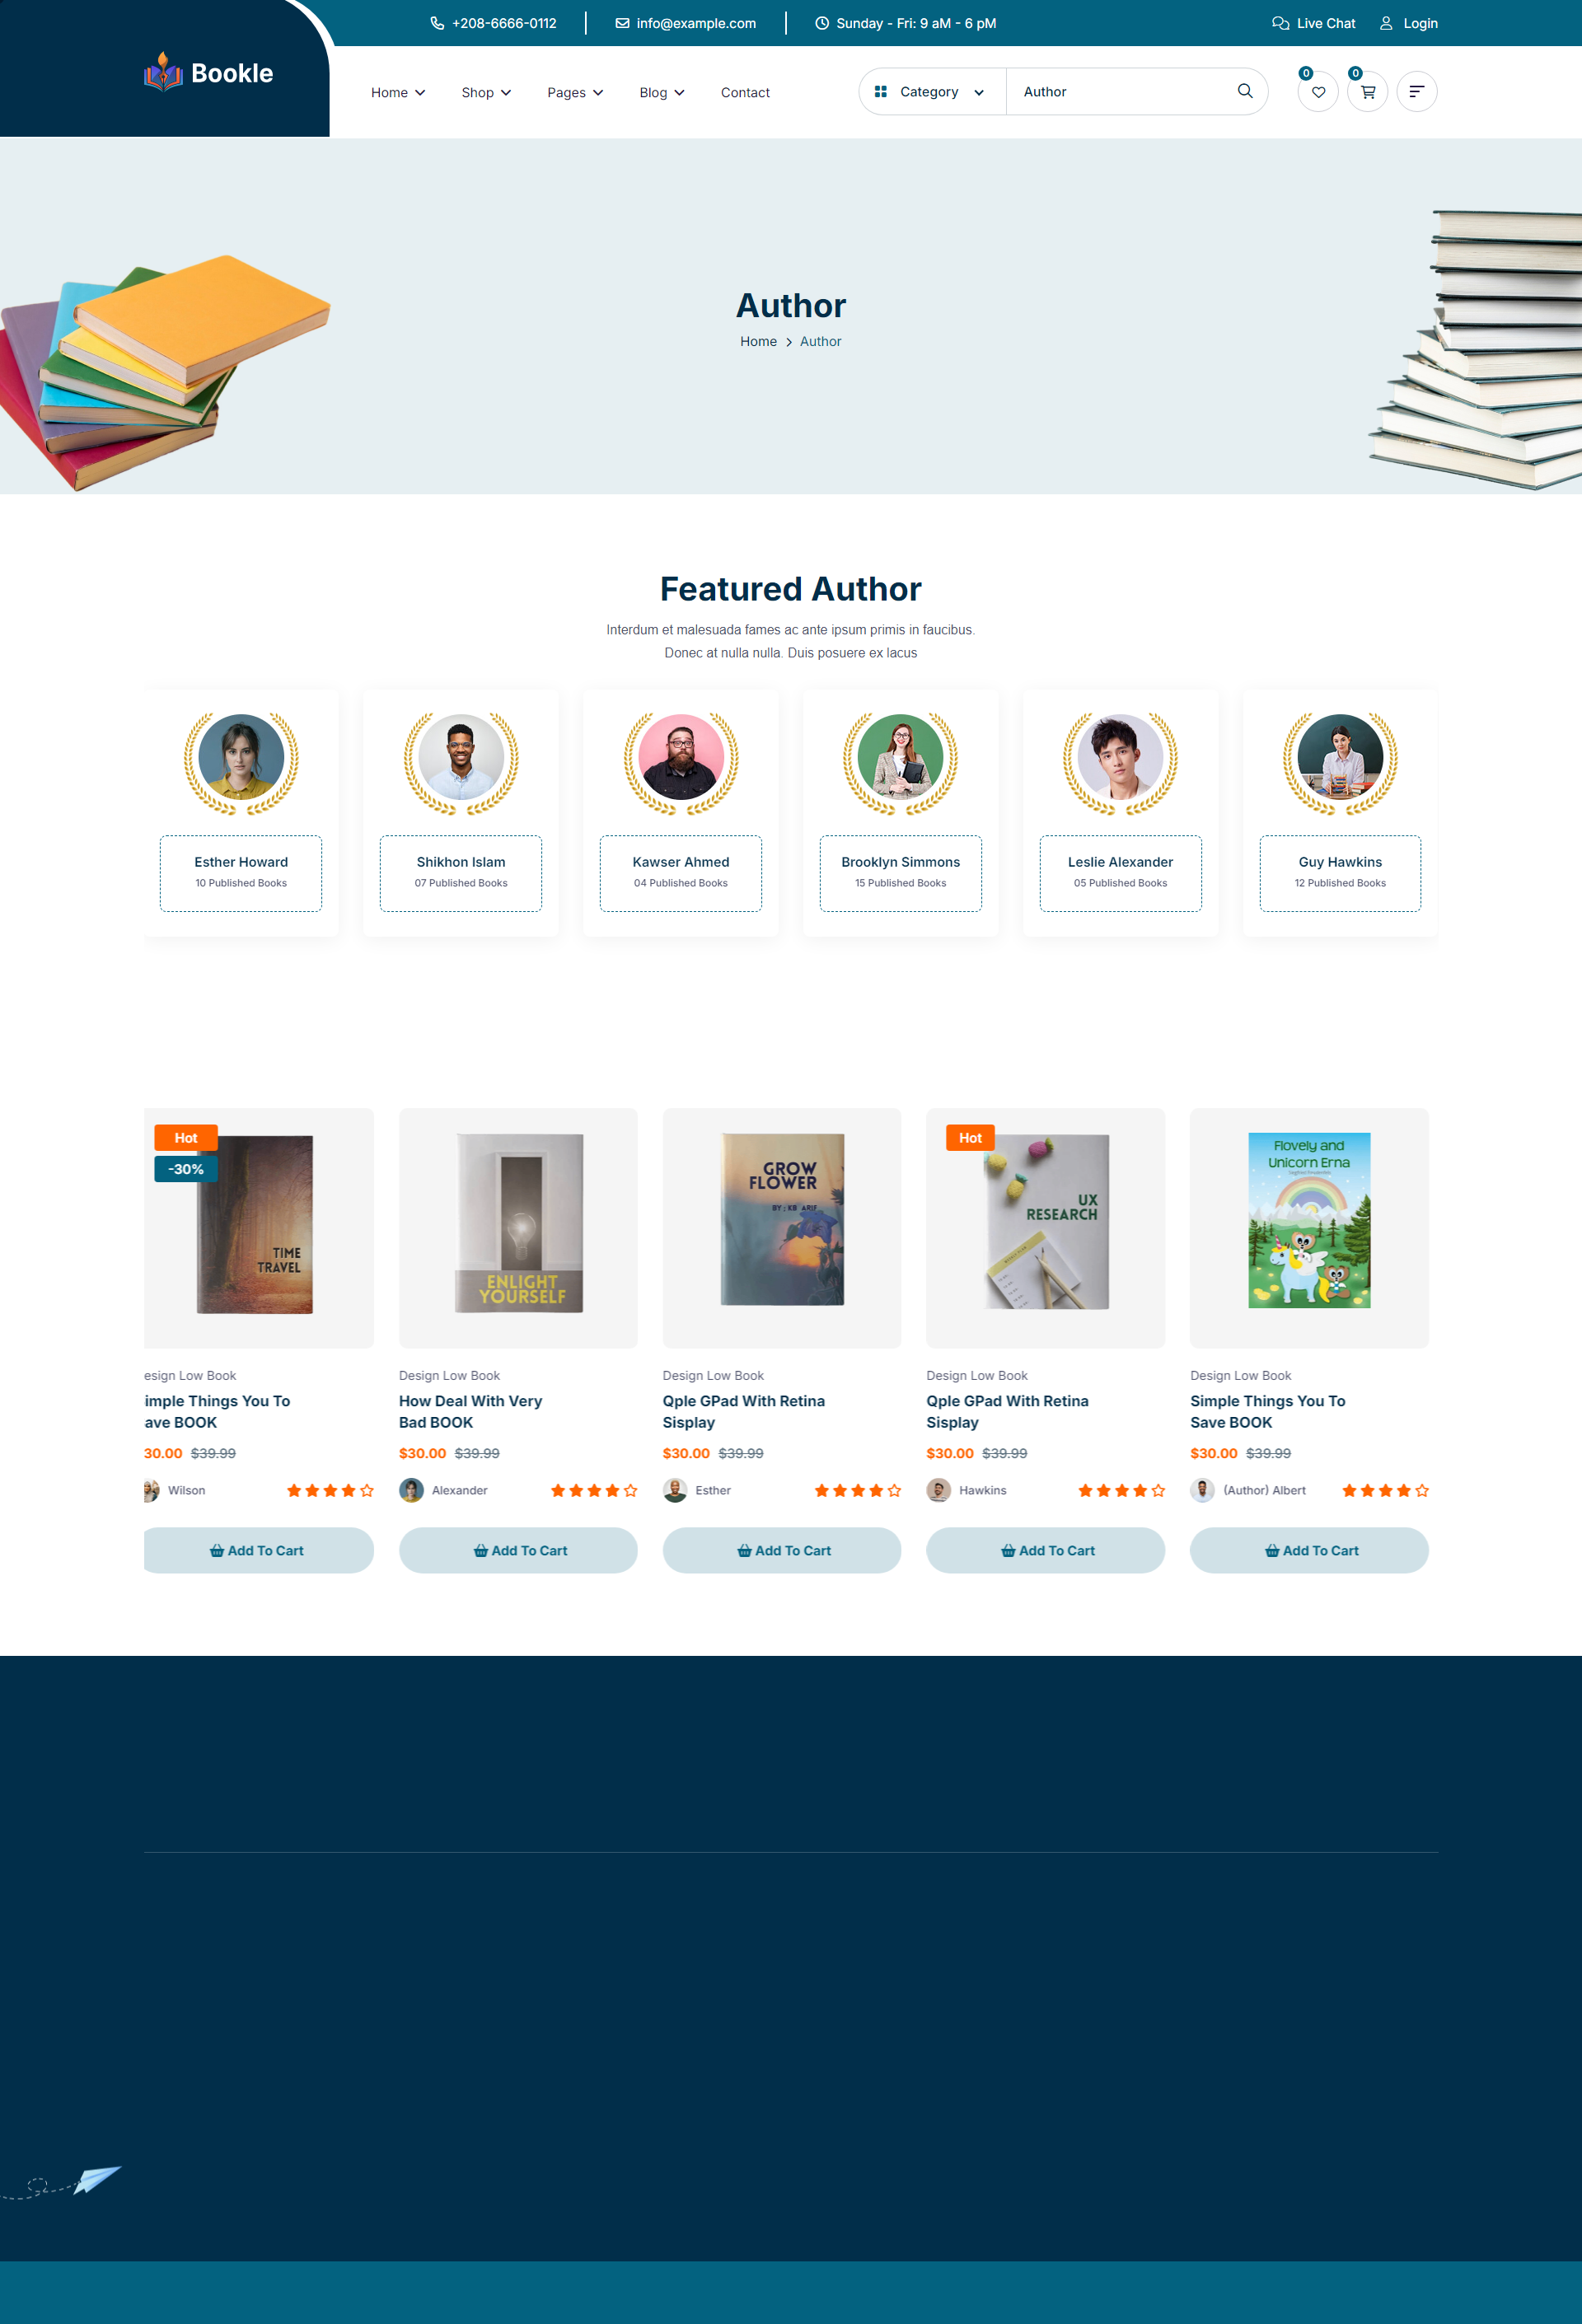 +208-6666-0112
info@example.com
Sunday - Fri: 9 aM - 6 pM
Live Chat
Login
Bookle
Home
Shop
Pages
Blog
Contact
Category
Author
0
0
Author
Home
Author
Featured Author
Interdum et malesuada fames ac ante ipsum primis in faucibus.
Donec at nulla nulla. Duis posuere ex lacus
Esther Howard
10 Published Books
Shikhon Islam
07 Published Books
Kawser Ahmed
04 Published Books
Brooklyn Simmons
15 Published Books
Leslie Alexander
05 Published Books
Guy Hawkins
12 Published Books
Hot
-30%
TIME
TRAVEL
ENLIGHT
YOURSELF
GROW
FLOWER
BY ; KB ARIF
Hot
UX
RESEARCH
Flovely and
Unicorn Erna
esign Low Book
imple Things You To
ave BOOK
30.00 $39.99
Wilson
Add To Cart
Design Low Book
How Deal With Very
Bad BOOK
$30.00 $39.99
Alexander
Add To Cart
Design Low Book
Qple GPad With Retina
Sisplay
$30.00 $39.99
Esther
Add To Cart
Design Low Book
Qple GPad With Retina
Sisplay
$30.00 $39.99
Hawkins
Add To Cart
Design Low Book
Simple Things You To
Save BOOK
$30.00 $39.99
(Author) Albert
Add To Cart